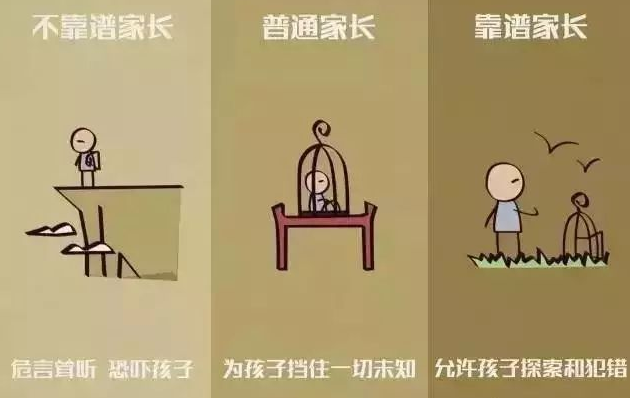 不靠谱家长
普通家长
靠谱家长
危言耸听 恐吓孩子
为孩子挡住一切未知
允许孩子探索和犯错